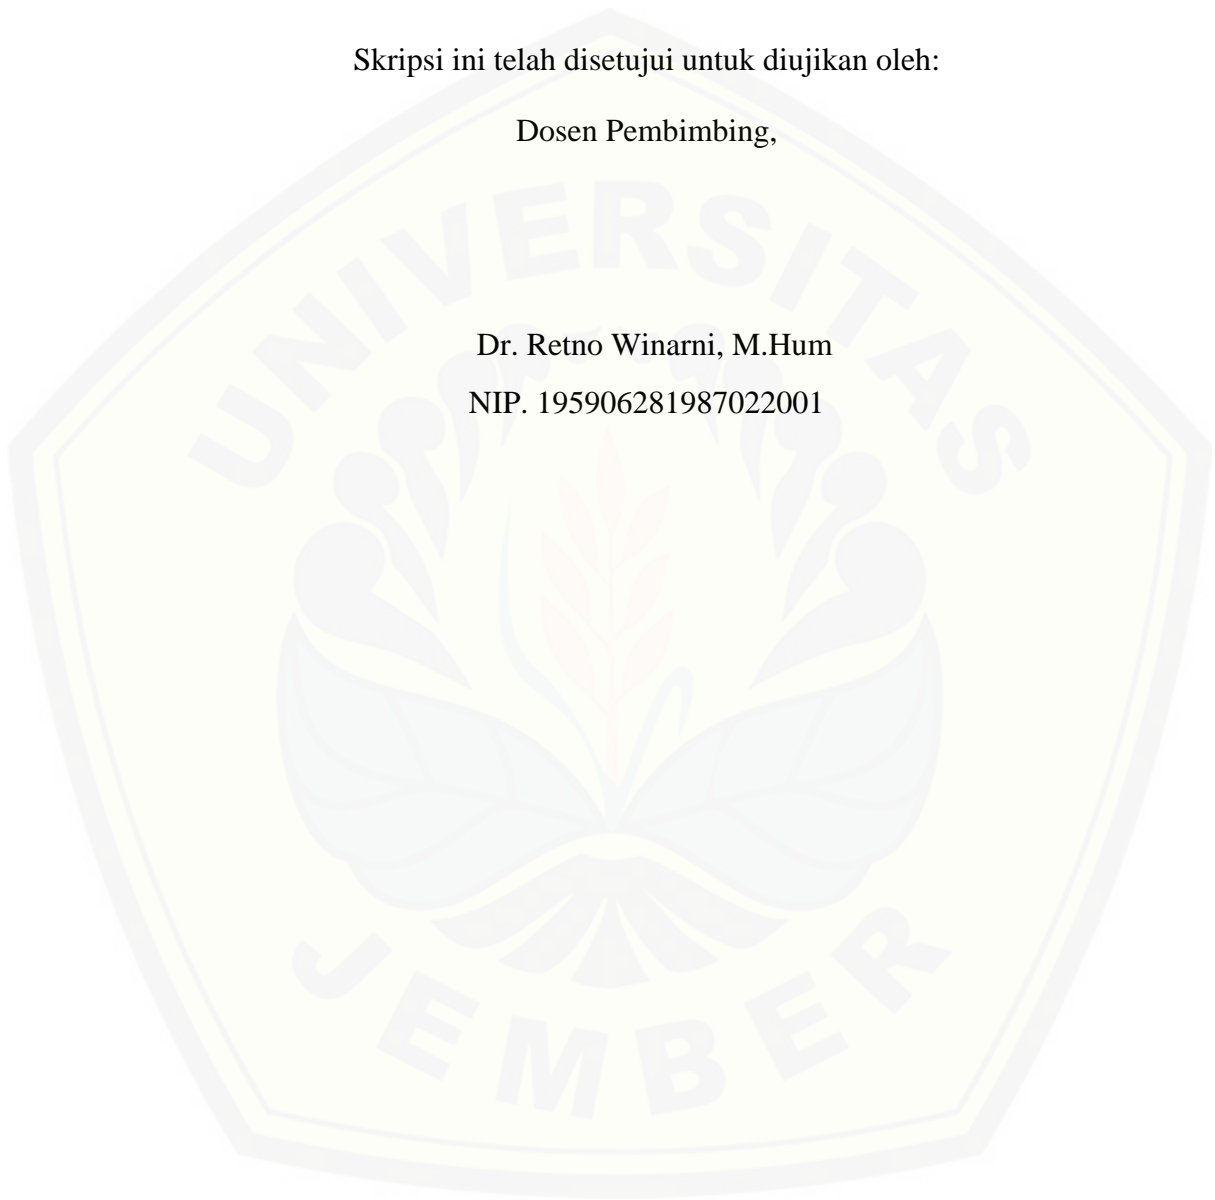 Skripsi ini telah disetujui untuk diujikan oleh:
Dosen Pembimbing,
UNIVERSITAS
Dr. Retno Winarni, M.Hum
NIP. 195906281987022001
JEMBER